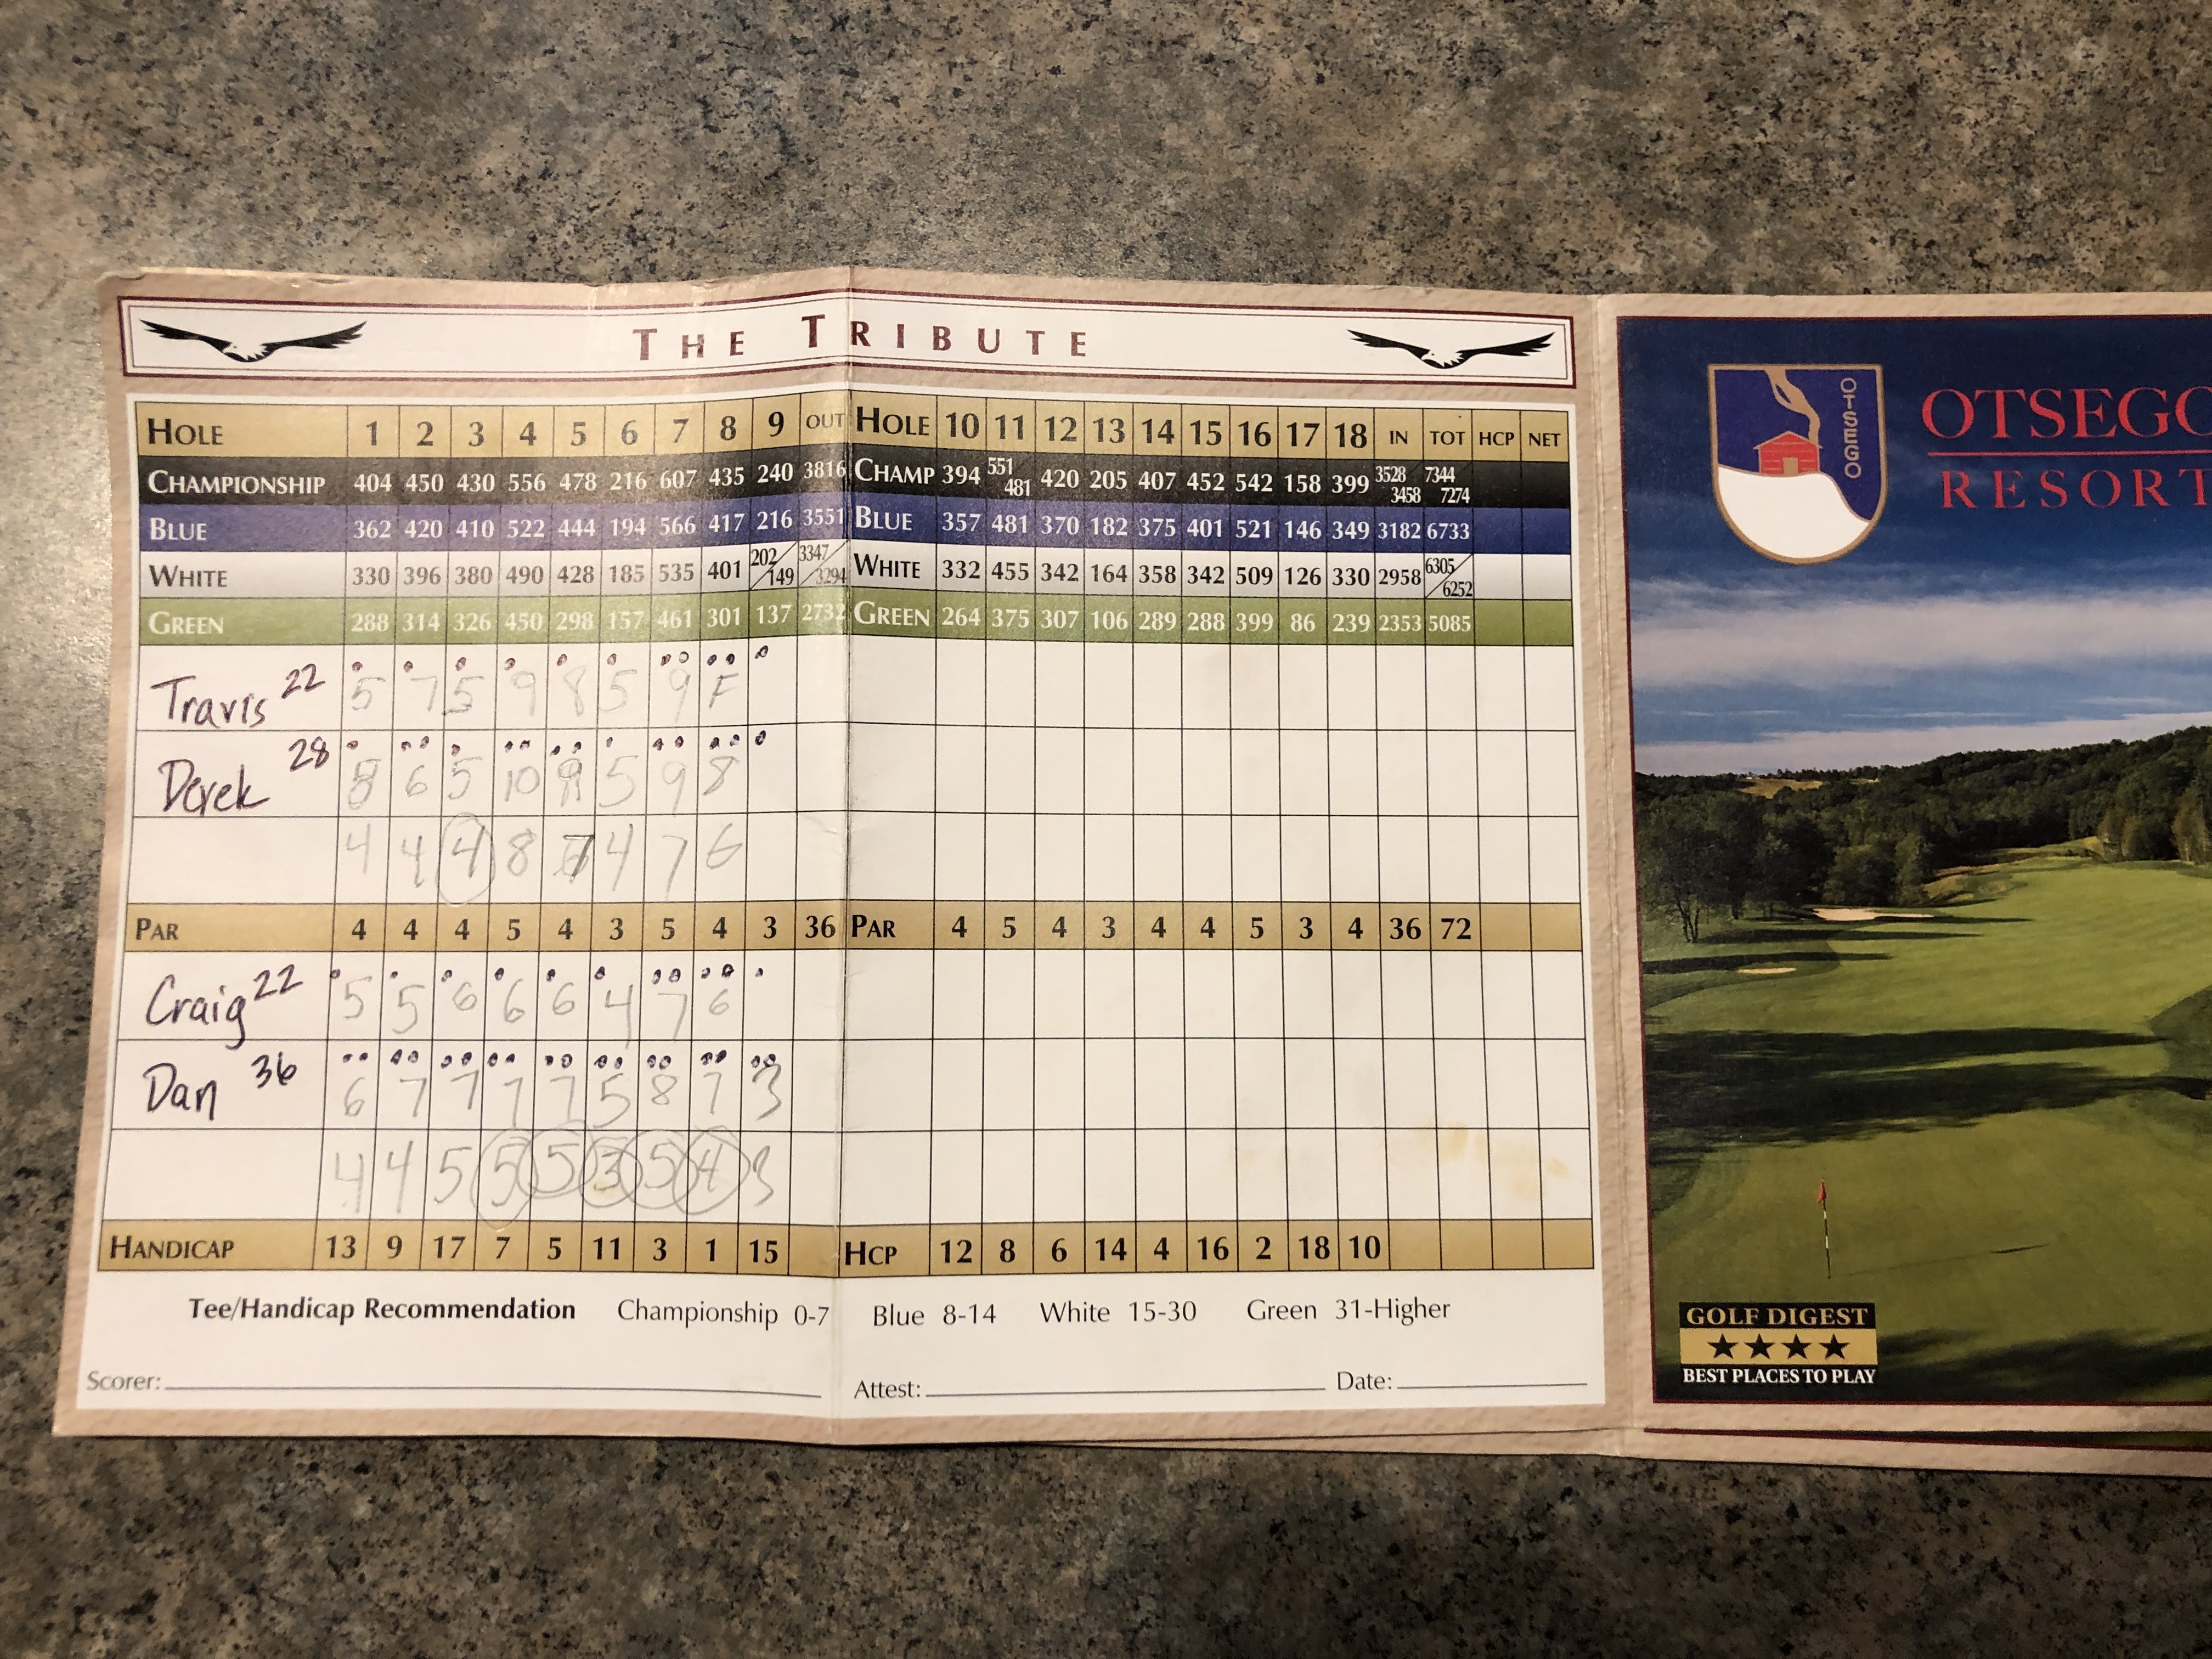 THE TRIBUTE
HOLE 1 2 3 4 5 6 7 8 9 OUT HOLE 10 11 12 13 14 15 16 17 18 IN TOT HCP NET
CHAMPIONSHIP 404 450 430 556 478 216 607 435 240 3816 CHAMP 394 551/481 420 205 407 452 542 158 399 3528/3458 7344/7274
BLUE 362 420 410 522 444 194 566 417 216 3551 BLUE 357 481 370 182 375 401 521 146 349 3182 6733
WHITE 330 396 380 490 428 185 535 401 202/149 3347/3294 WHITE 332 455 342 164 358 342 509 126 330 2958 6305/6252
GREEN 288 314 326 450 298 157 461 301 137 2732 GREEN 264 375 307 106 289 288 399 86 239 2353 5085
Travis 22 5 7 5 9 8 5 9 F
Derek 28 8 6 5 10 9 5 9 8
4 4 4 8 7 4 7 6
PAR 4 4 4 5 4 3 5 4 3 36 PAR 4 5 4 3 4 4 5 3 4 36 72
Craig 22 5 5 6 6 6 4 7 6
Dan 36 6 7 7 7 7 5 8 7 3
4 4 5 5 5 3 5 4 3
HANDICAP 13 9 17 7 5 11 3 1 15 HCP 12 8 6 14 4 16 2 18 10
Tee/Handicap Recommendation Championship 0-7 Blue 8-14 White 15-30 Green 31-Higher
Scorer: Attest: Date:
OTSEGO
OTSEGO
RESORT
GOLF DIGEST
★★★★
BEST PLACES TO PLAY